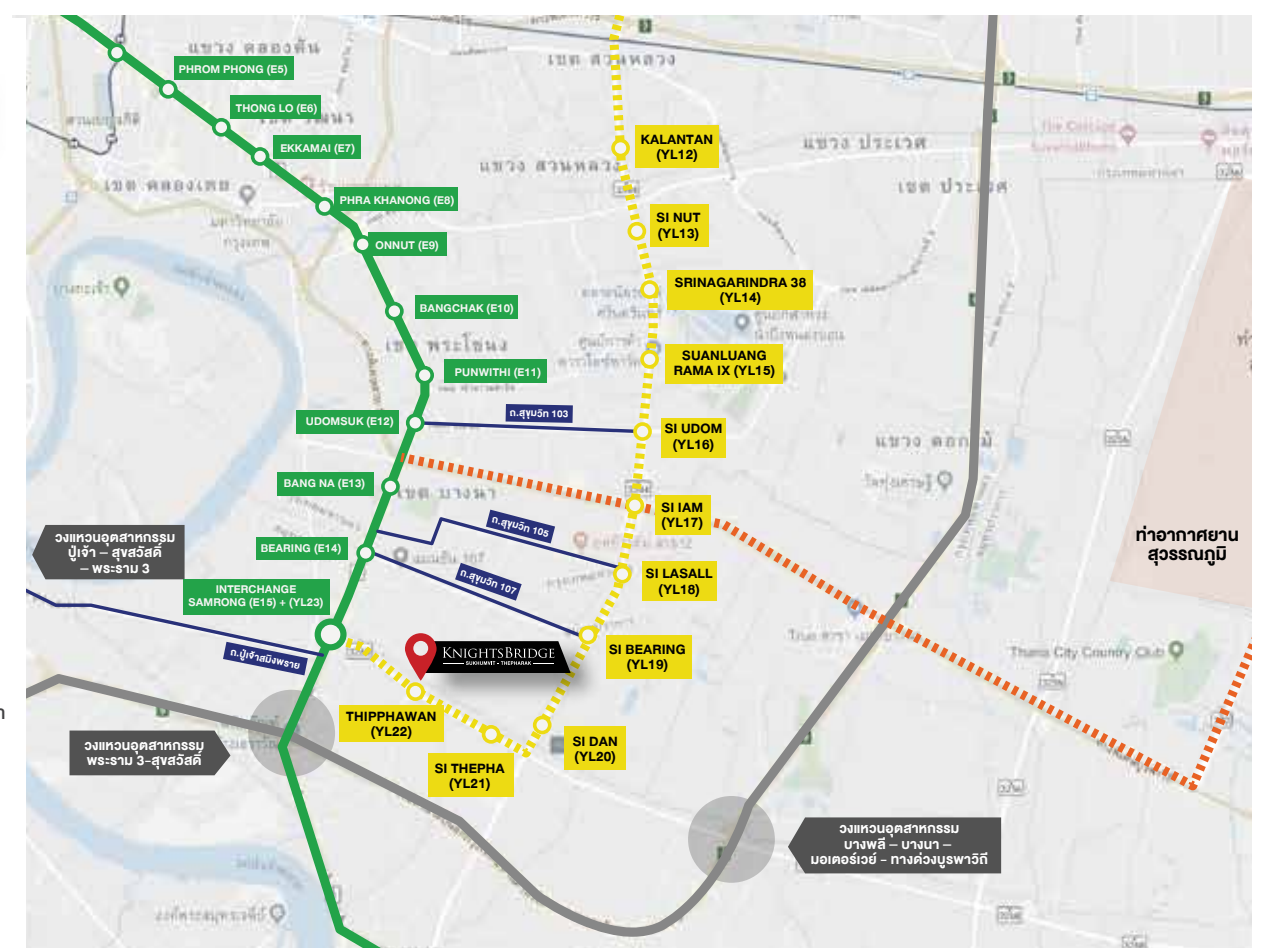 แขวง คลองตัน
PHROM PHONG (E5)
THONG LO (E6)
EKKAMAI (E7)
เขต คลองเตย
PHRA KHANONG (E8)
ONNUT (E9)
BANGCHAK (E10)
เขต พระโขนง
PUNWITHI (E11)
UDOMSUK (E12)
ถ.สุขุมวิท 103
BANG NA (E13)
เขต บางนา
BEARING (E14)
ถ.สุขุมวิท 105
ถ.สุขุมวิท 107
INTERCHANGE
SAMRONG (E15) + (YL23)
ถ.ปู่เจ้าสมิงพราย
เขต สวนหลวง
KALANTAN
(YL12)
แขวง สวนหลวง
แขวง ประเวศ
เขต ประเวศ
SI NUT
(YL13)
SRINAGARINDRA 38
(YL14)
SUANLUANG
RAMA IX (YL15)
SI UDOM
(YL16)
แขวง ดอกไม้
SI IAM
(YL17)
SI LASALL
(YL18)
SI BEARING
(YL19)
SI DAN
(YL20)
SI THEPHA
(YL21)
THIPPHAWAN
(YL22)
KNIGHTSBRIDGE
SUKHUMVIT - THEPHARAK
ท่าอากาศยาน
สุวรรณภูมิ
Thana City Country Club
วงแหวนอุตสาหกรรม
ปู่เจ้า – สุขสวัสดิ์
– พระราม 3
วงแหวนอุตสาหกรรม
พระราม 3-สุขสวัสดิ์
วงแหวนอุตสาหกรรม
บางพลี – บางนา –
มอเตอร์เวย์ - ทางด่วนบูรพาวิถี